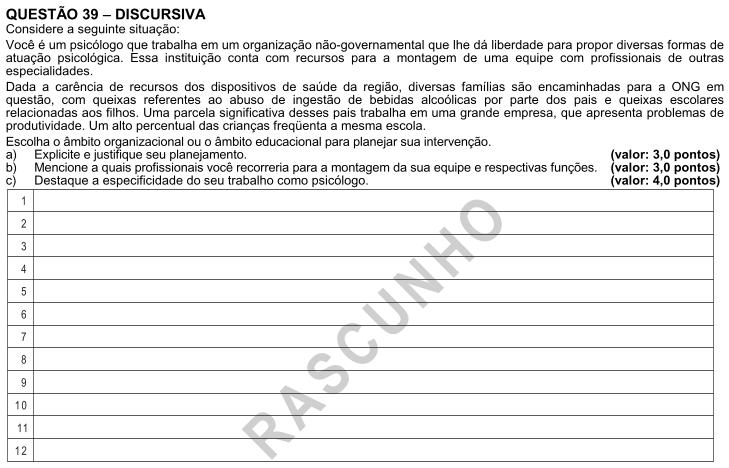 QUESTÃO 39 – DISCURSIVA
Considere a seguinte situação:
Você é um psicólogo que trabalha em um organização não-governamental que lhe dá liberdade para propor diversas formas de
atuação psicológica. Essa instituição conta com recursos para a montagem de uma equipe com profissionais de outras
especialidades.
Dada a carência de recursos dos dispositivos de saúde da região, diversas famílias são encaminhadas para a ONG em
questão, com queixas referentes ao abuso de ingestão de bebidas alcoólicas por parte dos pais e queixas escolares
relacionadas aos filhos. Uma parcela significativa desses pais trabalha em uma grande empresa, que apresenta problemas de
produtividade. Um alto percentual das crianças freqüenta a mesma escola.
Escolha o âmbito organizacional ou o âmbito educacional para planejar sua intervenção.
a) Explicite e justifique seu planejamento. (valor: 3,0 pontos)
b) Mencione a quais profissionais você recorreria para a montagem da sua equipe e respectivas funções. (valor: 3,0 pontos)
c) Destaque a especificidade do seu trabalho como psicólogo. (valor: 4,0 pontos)
1
2
3
4
5
6
7
8
9
10
11
12
RASCUNHO